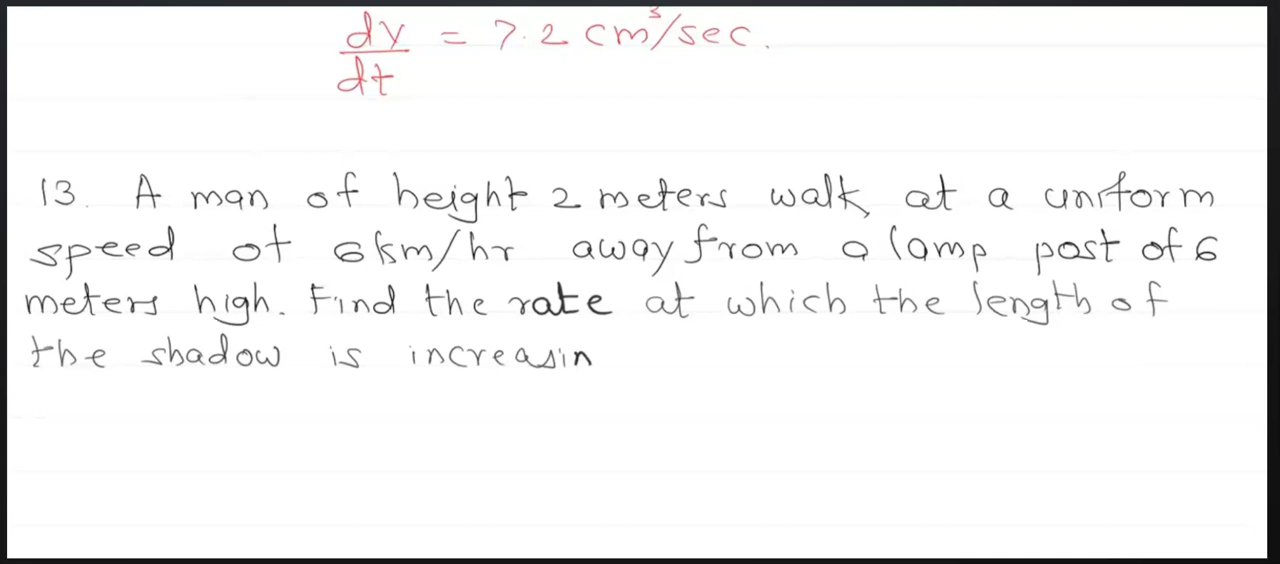 dv/dt = 7.2 cm³/sec.
13. A man of height 2 meters walk at a uniform
speed of 6km/hr away from a lamp post of 6
meters high. Find the rate at which the length of
the shadow is increasin